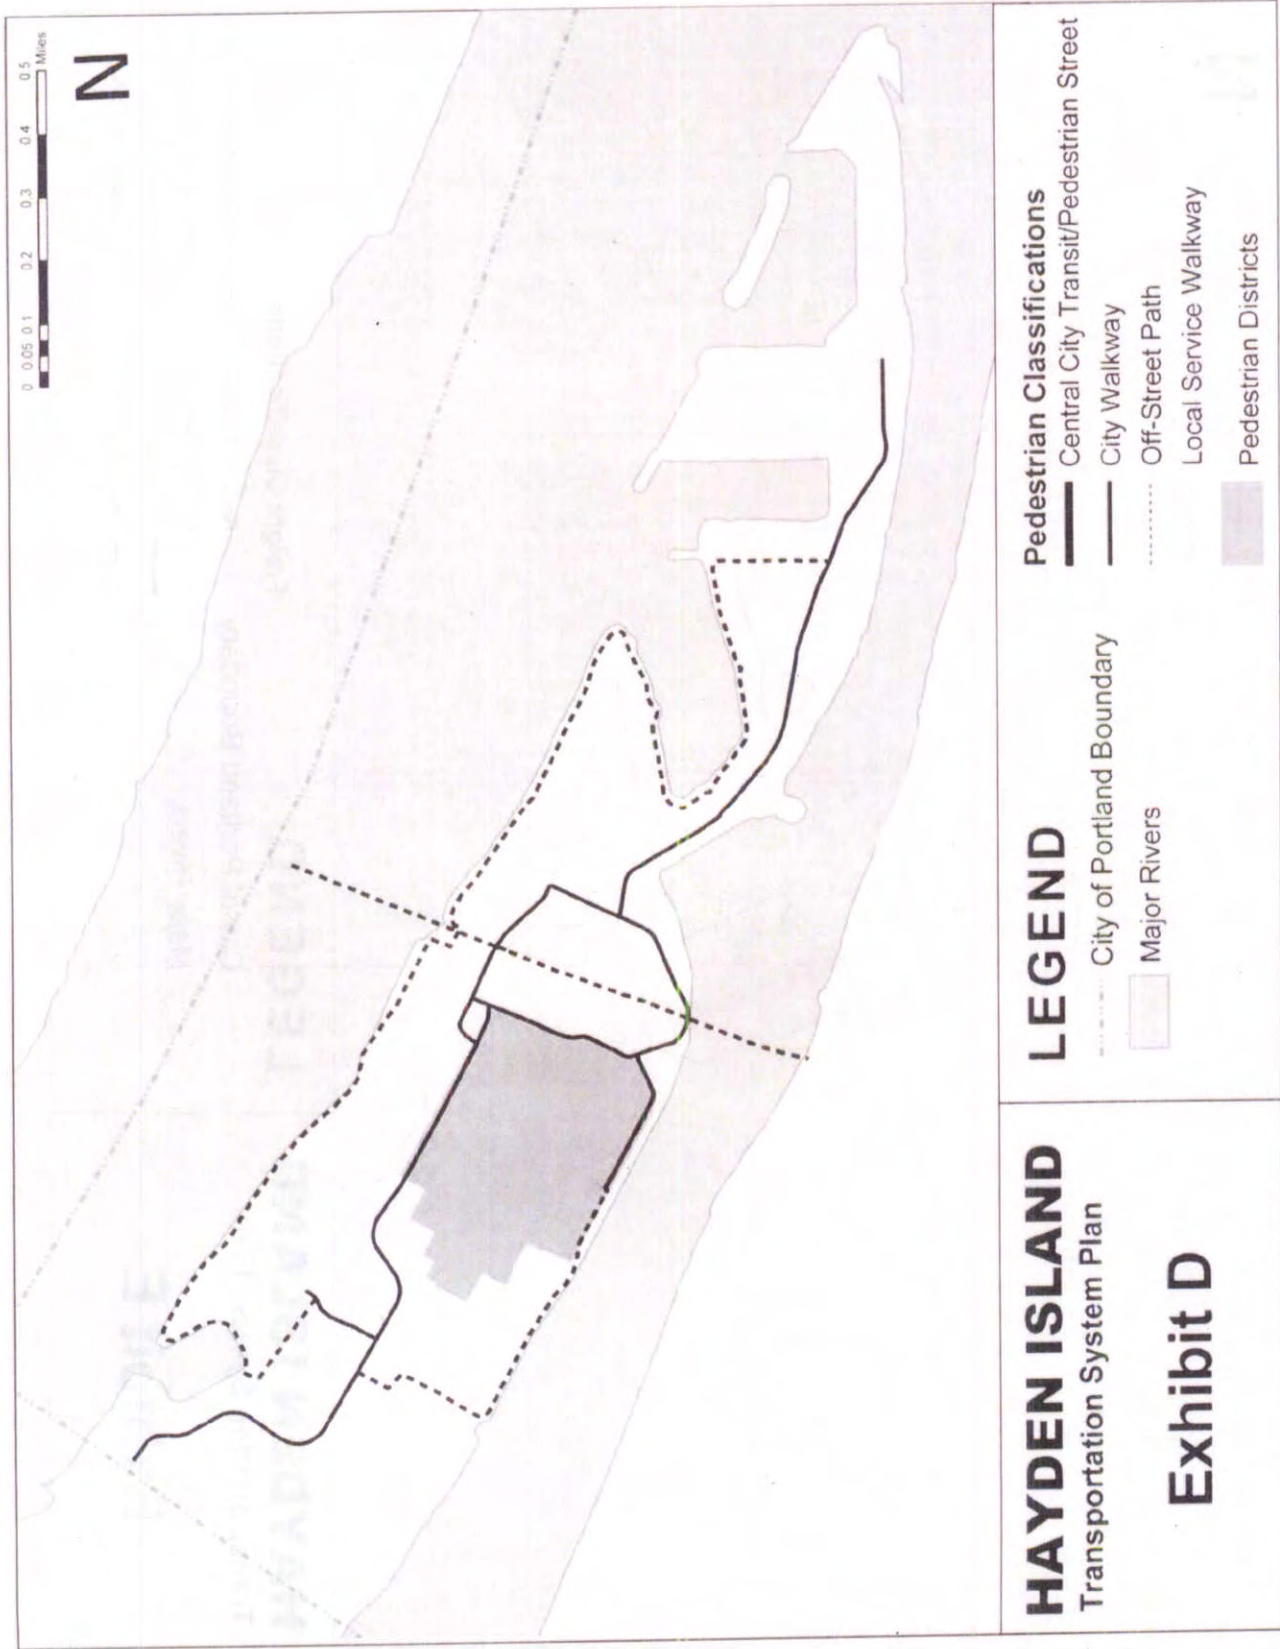 HAYDEN ISLAND
Transportation System Plan
Exhibit D
LEGEND
City of Portland Boundary
Major Rivers
Pedestrian Classifications
Central City Transit/Pedestrian Street
City Walkway
Off-Street Path
Local Service Walkway
Pedestrian Districts
0 0.05 0.1 0.2 0.3 0.4 0.5
Miles
N